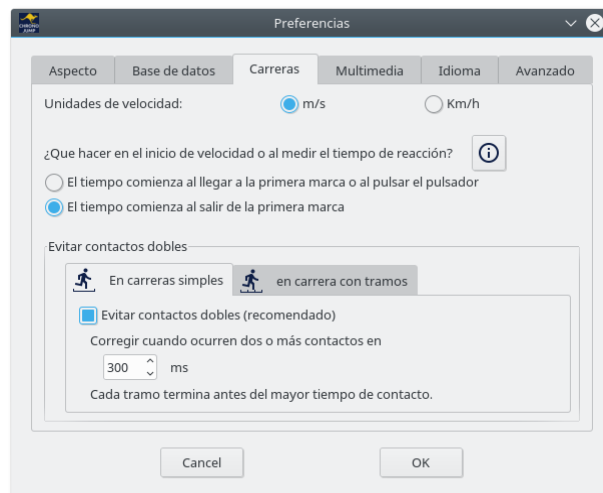 CHRONO
JUMP
Preferencias
Aspecto Base de datos Carreras Multimedia Idioma Avanzado
Unidades de velocidad: m/s Km/h
¿Que hacer en el inicio de velocidad o al medir el tiempo de reacción?
El tiempo comienza al llegar a la primera marca o al pulsar el pulsador
El tiempo comienza al salir de la primera marca
Evitar contactos dobles
En carreras simples en carrera con tramos
Evitar contactos dobles (recomendado)
Corregir cuando ocurren dos o más contactos en
300 ms
Cada tramo termina antes del mayor tiempo de contacto.
Cancel OK